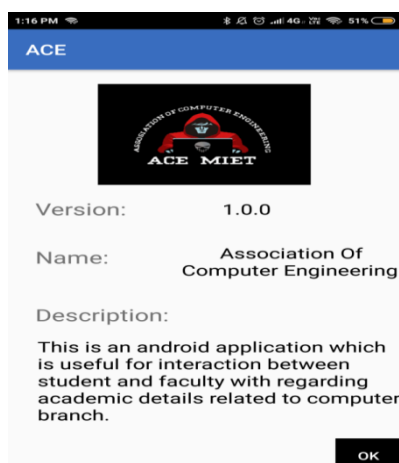 1:16 PM 4G 51%
ACE
ASSOCIATION OF COMPUTER ENGINEERING
ACE MIET
Version: 1.0.0
Name: Association Of
Computer Engineering
Description:
This is an android application which
is useful for interaction between
student and faculty with regarding
academic details related to computer
branch.
OK